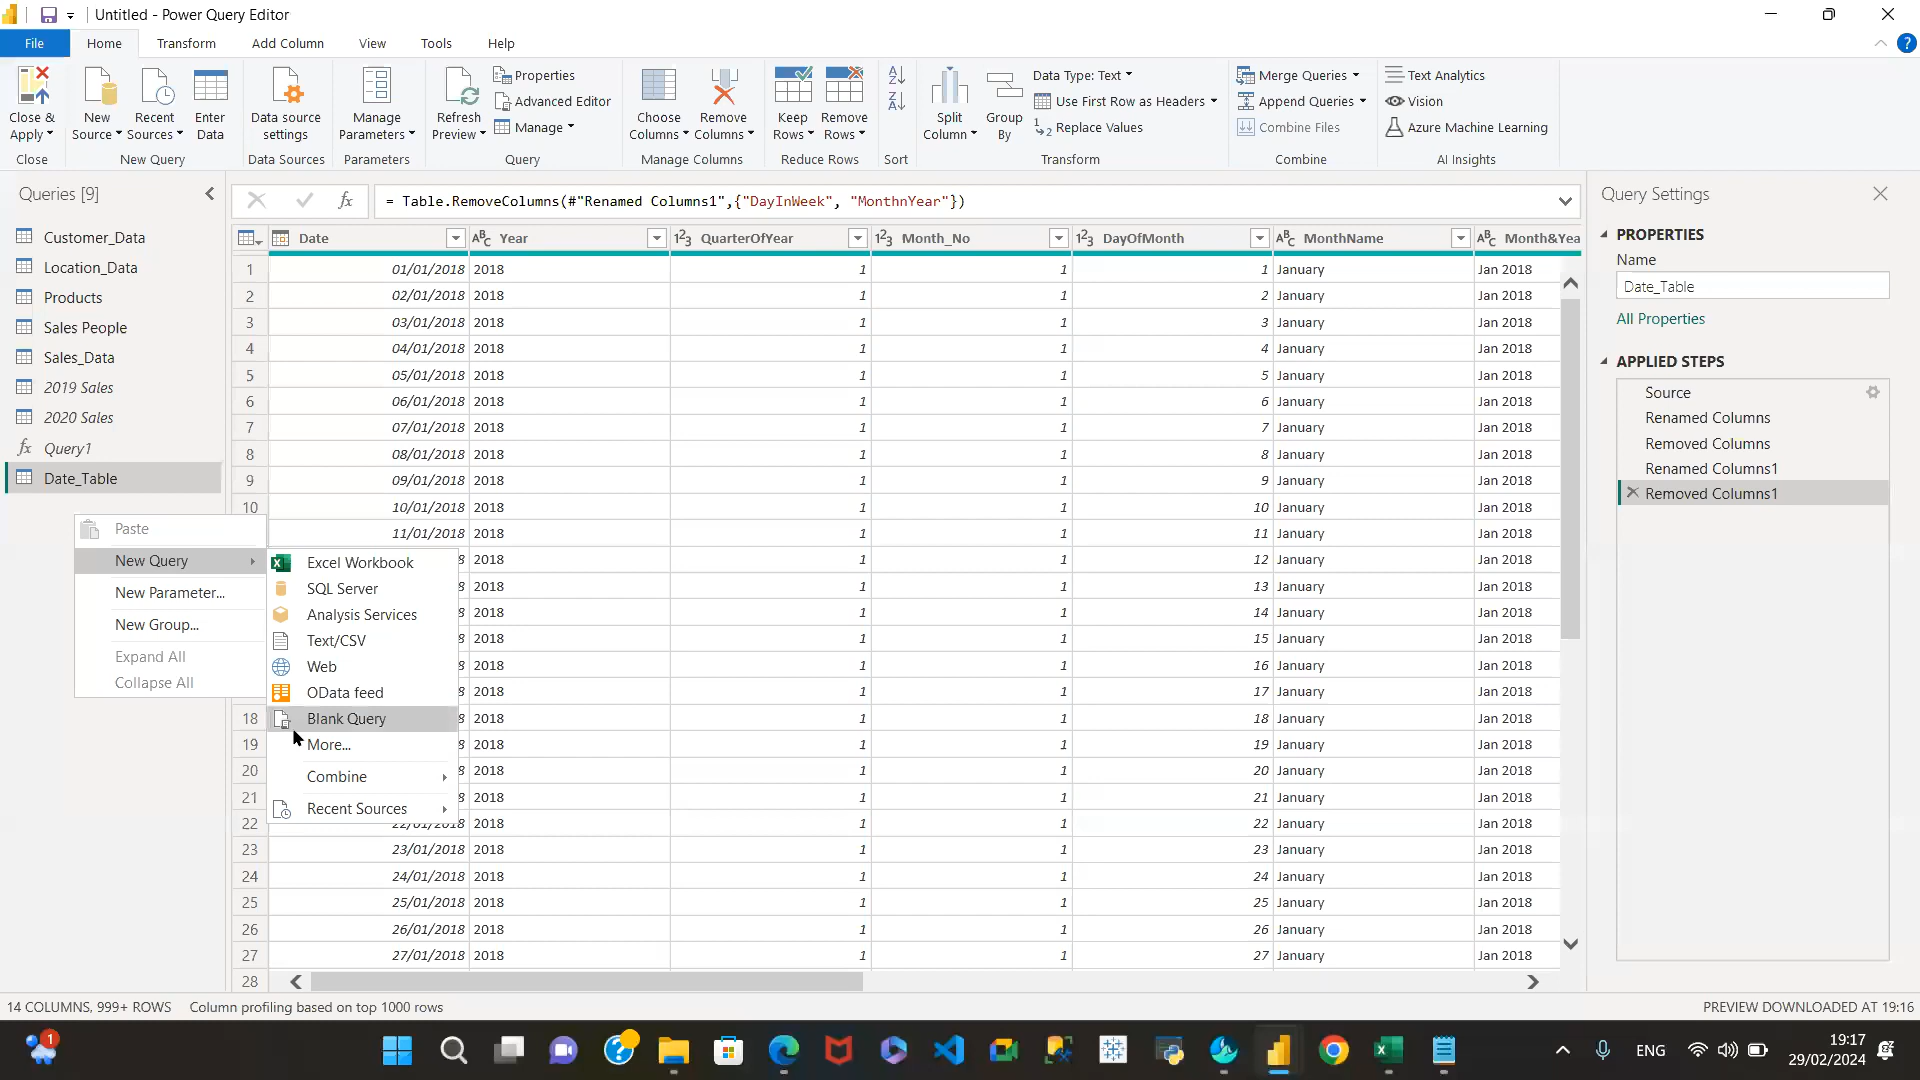 Untitled - Power Query Editor
File Home Transform Add Column View Tools Help
Close & Apply New Source Recent Sources Enter Data Data source settings Manage Parameters Refresh Preview Properties Advanced Editor Manage Choose Columns Remove Columns Keep Rows Remove Rows Split Column Group By Data Type: Text Use First Row as Headers Replace Values Merge Queries Append Queries Combine Files Text Analytics Vision Azure Machine Learning
Close New Query Data Sources Parameters Query Manage Columns Reduce Rows Sort Transform Combine AI Insights
Queries [9]
Customer_Data
Location_Data
Products
Sales People
Sales_Data
2019 Sales
2020 Sales
Query1
Date_Table
= Table.RemoveColumns(#"Renamed Columns1",{"DayInWeek", "MonthnYear"})
Date Year QuarterOfYear Month_No DayOfMonth MonthName Month&Yea
1 01/01/2018 2018 1 1 1 January Jan 2018
2 02/01/2018 2018 1 1 2 January Jan 2018
3 03/01/2018 2018 1 1 3 January Jan 2018
4 04/01/2018 2018 1 1 4 January Jan 2018
5 05/01/2018 2018 1 1 5 January Jan 2018
6 06/01/2018 2018 1 1 6 January Jan 2018
7 07/01/2018 2018 1 1 7 January Jan 2018
8 08/01/2018 2018 1 1 8 January Jan 2018
9 09/01/2018 2018 1 1 9 January Jan 2018
10 10/01/2018 2018 1 1 10 January Jan 2018
11/01/2018 2018 1 1 11 January Jan 2018
8 2018 1 1 12 January Jan 2018
8 2018 1 1 13 January Jan 2018
8 2018 1 1 14 January Jan 2018
8 2018 1 1 15 January Jan 2018
8 2018 1 1 16 January Jan 2018
8 2018 1 1 17 January Jan 2018
18 8 2018 1 1 18 January Jan 2018
19 8 2018 1 1 19 January Jan 2018
20 8 2018 1 1 20 January Jan 2018
21 8 2018 1 1 21 January Jan 2018
22 22/01/2018 2018 1 1 22 January Jan 2018
23 23/01/2018 2018 1 1 23 January Jan 2018
24 24/01/2018 2018 1 1 24 January Jan 2018
25 25/01/2018 2018 1 1 25 January Jan 2018
26 26/01/2018 2018 1 1 26 January Jan 2018
27 27/01/2018 2018 1 1 27 January Jan 2018
28
Paste
New Query
New Parameter...
New Group...
Expand All
Collapse All
Excel Workbook
SQL Server
Analysis Services
Text/CSV
Web
OData feed
Blank Query
More...
Combine
Recent Sources
Query Settings
PROPERTIES
Name
Date_Table
All Properties
APPLIED STEPS
Source
Renamed Columns
Removed Columns
Renamed Columns1
Removed Columns1
14 COLUMNS, 999+ ROWS Column profiling based on top 1000 rows PREVIEW DOWNLOADED AT 19:16
1 ENG 19:17
29/02/2024